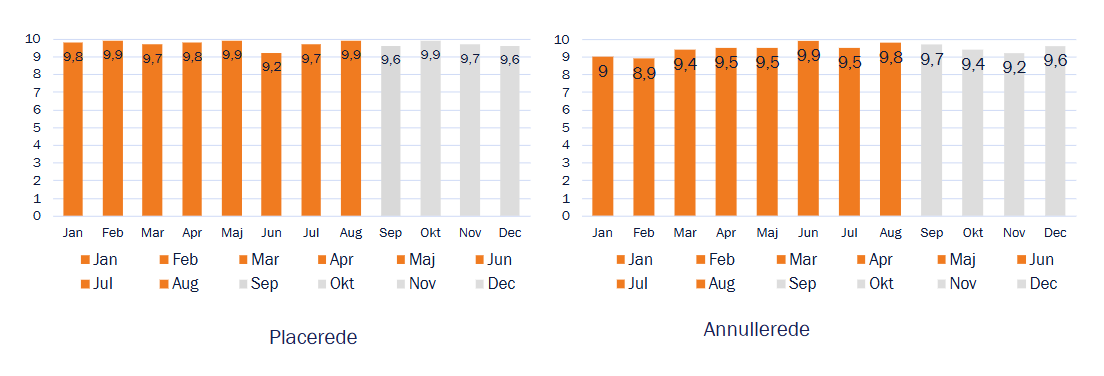 10
9
8
7
6
5
4
3
2
1
0
9,8 9,9 9,7 9,8 9,9 9,2 9,7 9,9 9,6 9,9 9,7 9,6
Jan Feb Mar Apr Maj Jun Jul Aug Sep Okt Nov Dec
Jan Feb Mar Apr Maj Jun
Jul Aug Sep Okt Nov Dec
Placerede
10
9
8
7
6
5
4
3
2
1
0
9 8,9 9,4 9,5 9,5 9,9 9,5 9,8 9,7 9,4 9,2 9,6
Jan Feb Mar Apr Maj Jun Jul Aug Sep Okt Nov Dec
Jan Feb Mar Apr Maj Jun
Jul Aug Sep Okt Nov Dec
Annullerede